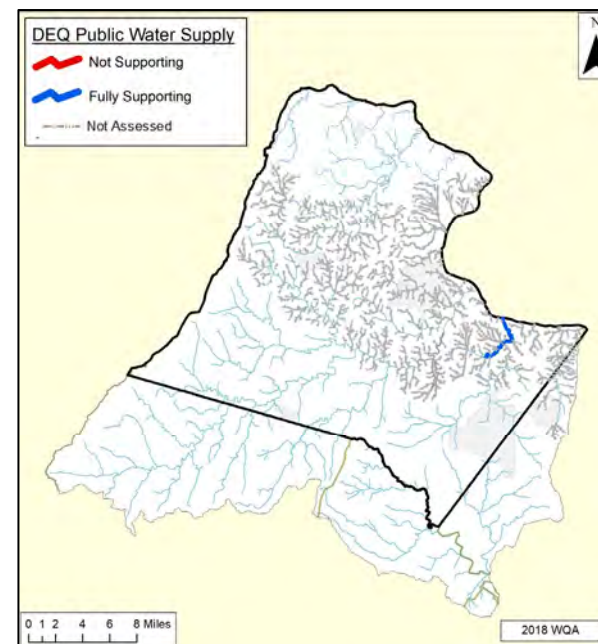 DEQ Public Water Supply
Not Supporting
Fully Supporting
Not Assessed
N
0 1 2 4 6 8 Miles
2018 WQA